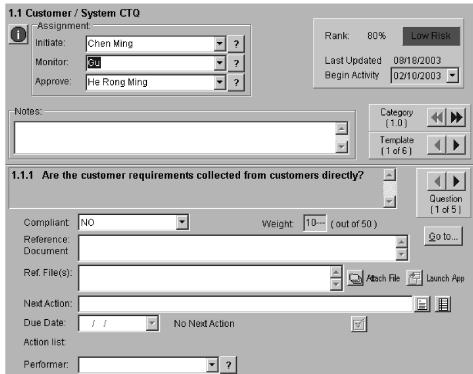 1.1 Customer / System CTQ
Assignment
Initiate: Chen Ming ?
Monitor: Gu ?
Approve: He Rong Ming ?
Rank: 80% Low Risk
Last Updated 08/18/2003
Begin Activity 02/10/2003
Notes:
Category
(1.0)
Template
(1 of 6)
1.1.1 Are the customer requirements collected from customers directly?
Question
(1 of 5)
Compliant: NO Weight: 10--- (out of 50)
Reference: Document
Go to...
Ref. File(s): Attach File Launch App
Next Action:
Due Date: / / No Next Action
Action list:
Performer: ?